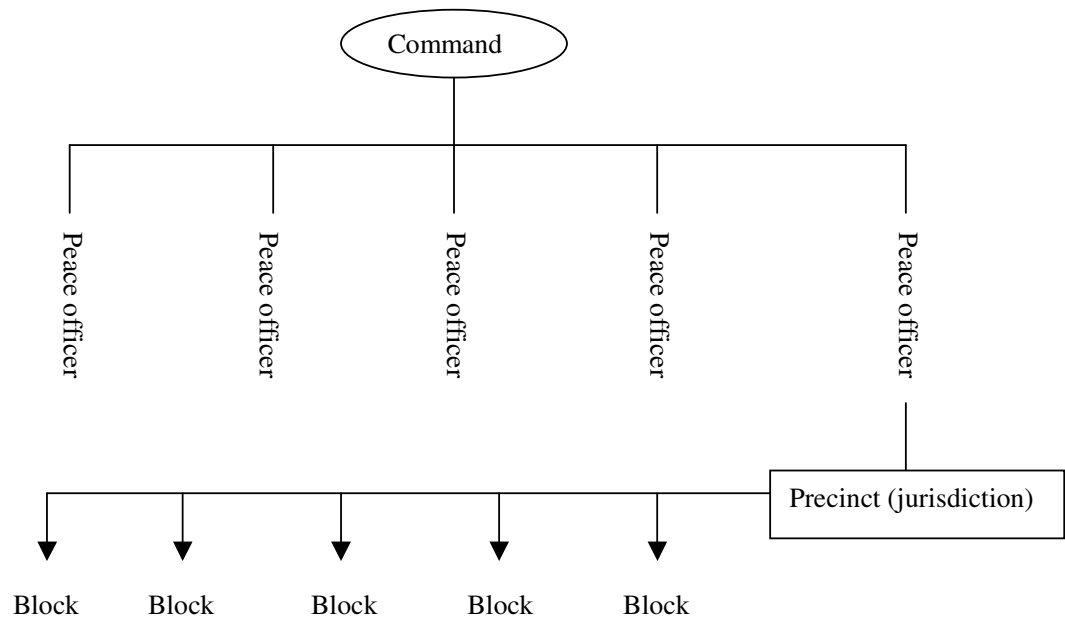 Command
Peace officer
Peace officer
Peace officer
Peace officer
Peace officer
Precinct (jurisdiction)
Block
Block
Block
Block
Block